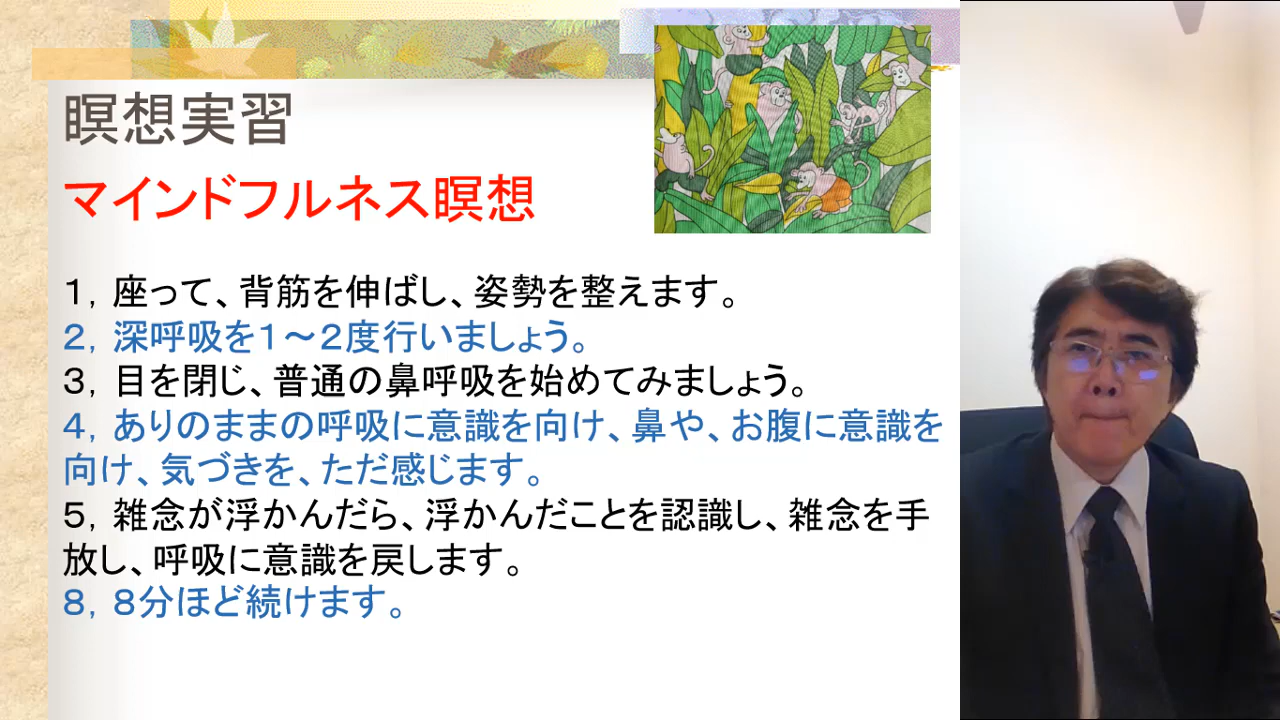 瞑想実習
マインドフルネス瞑想
１，座って、背筋を伸ばし、姿勢を整えます。
２，深呼吸を１～２度行いましょう。
３，目を閉じ、普通の鼻呼吸を始めてみましょう。
４，ありのままの呼吸に意識を向け、鼻や、お腹に意識を
向け、気づきを、ただ感じます。
５，雑念が浮かんだら、浮かんだことを認識し、雑念を手
放し、呼吸に意識を戻します。
８，８分ほど続けます。